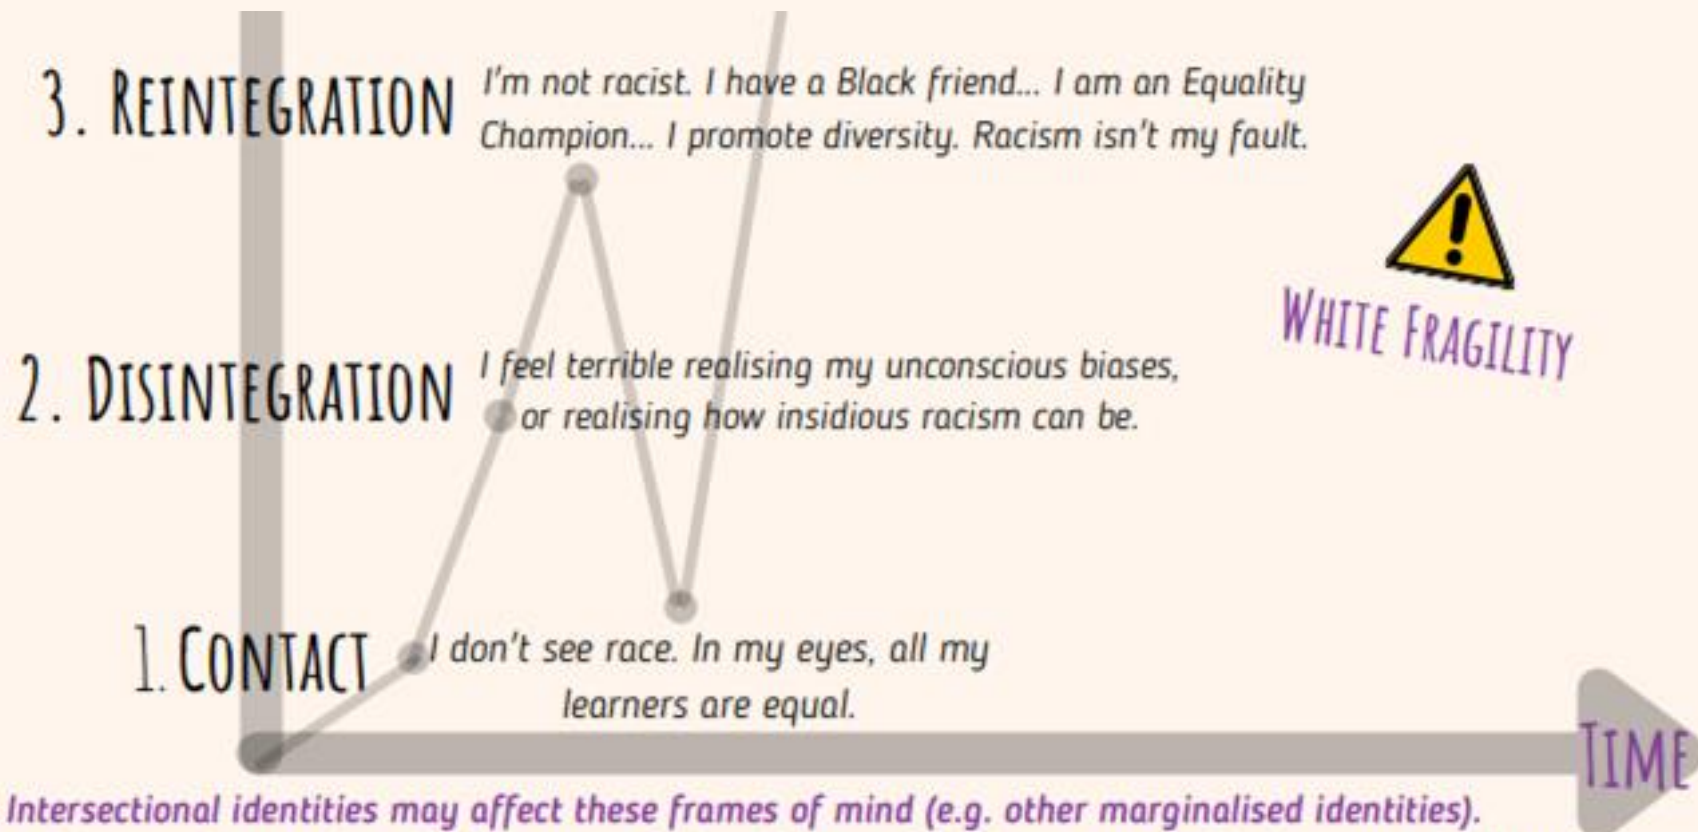 3. REINTEGRATION
I'm not racist. I have a Black friend... I am an Equality
Champion... I promote diversity. Racism isn't my fault.
WHITE FRAGILITY
2. DISINTEGRATION
I feel terrible realising my unconscious biases,
or realising how insidious racism can be.
1. CONTACT
I don't see race. In my eyes, all my
learners are equal.
TIME
Intersectional identities may affect these frames of mind (e.g. other marginalised identities).